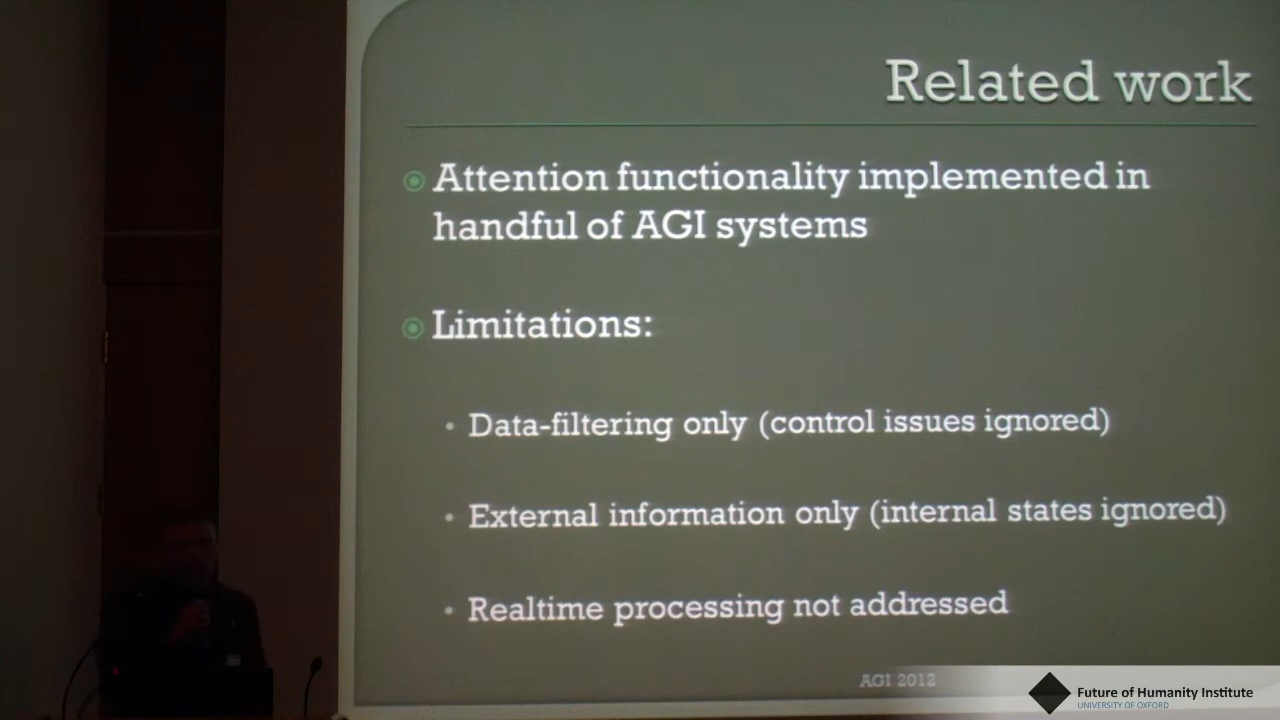 Related work
Attention functionality implemented in
handful of AGI systems
Limitations:
Data-filtering only (control issues ignored)
External information only (internal states ignored)
Realtime processing not addressed
AGI 2012
Future of Humanity Institute
UNIVERSITY OF OXFORD